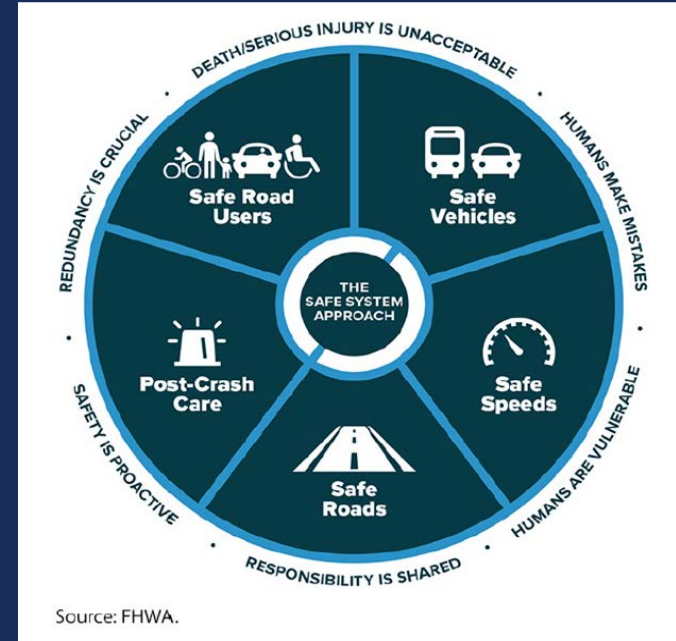 DEATH/SERIOUS INJURY IS UNACCEPTABLE
HUMANS MAKE MISTAKES
HUMANS ARE VULNERABLE
RESPONSIBILITY IS SHARED
SAFETY IS PROACTIVE
REDUNDANCY IS CRUCIAL
Safe Road
Users
Safe
Vehicles
THE
SAFE SYSTEM
APPROACH
Post-Crash
Care
Safe
Speeds
Safe
Roads
Source: FHWA.